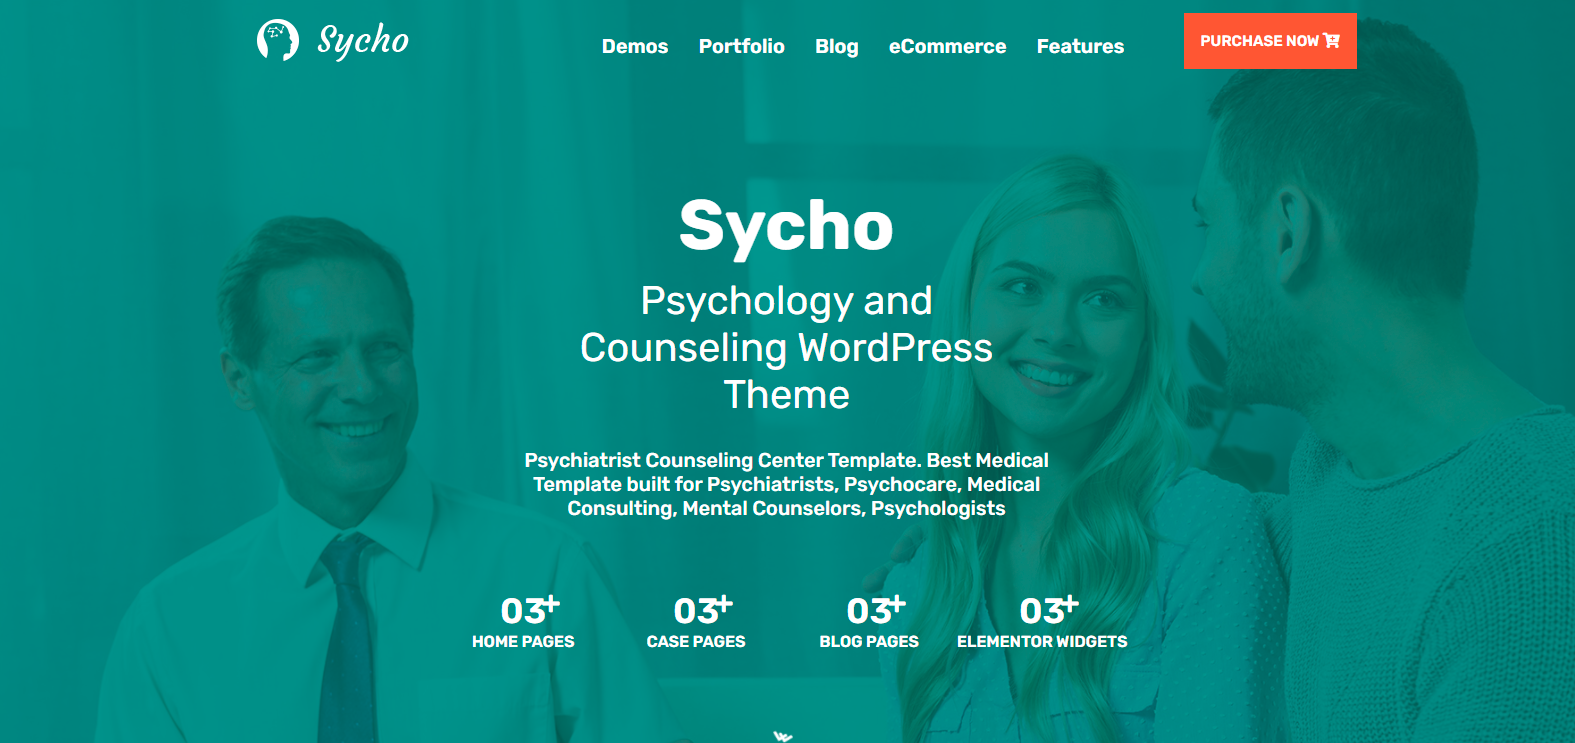 Sycho
Demos
Portfolio
Blog
eCommerce
Features
PURCHASE NOW
Sycho
Psychology and
Counseling WordPress
Theme
Psychiatrist Counseling Center Template. Best Medical
Template built for Psychiatrists, Psychocare, Medical
Consulting, Mental Counselors, Psychologists
03+
HOME PAGES
03+
CASE PAGES
03+
BLOG PAGES
03+
ELEMENTOR WIDGETS